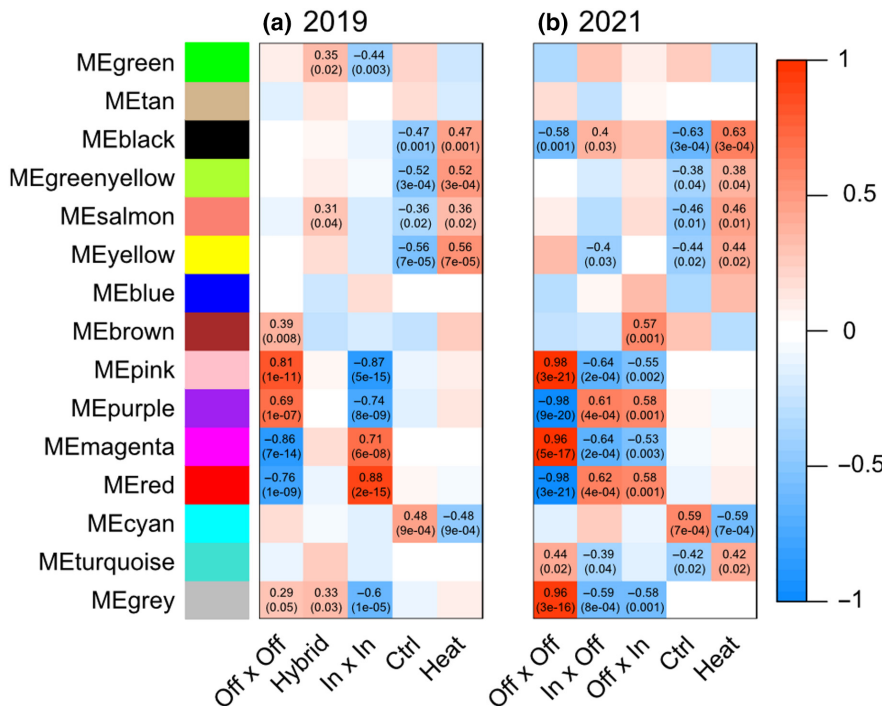 (a) 2019
(b) 2021
MEgreen 0.35 −0.44
(0.02) (0.003)
MEtan
MEblack −0.47 0.47 −0.58 0.4 −0.63 0.63
(0.001) (0.001) (0.001) (0.03) (3e-04) (3e-04)
MEgreenyellow −0.52 0.52 −0.38 0.38
(3e-04) (3e-04) (0.04) (0.04)
MEsalmon 0.31 −0.36 0.36 −0.46 0.46
(0.04) (0.02) (0.02) (0.01) (0.01)
MEyellow −0.56 0.56 −0.4 −0.44 0.44
(7e-05) (7e-05) (0.03) (0.02) (0.02)
MEblue
MEbrown 0.39 0.57
(0.008) (0.001)
MEpink 0.81 −0.87 0.98 −0.64 −0.55
(1e-11) (5e-15) (3e-21) (2e-04) (0.002)
MEpurple 0.69 −0.74 −0.98 0.61 0.58
(1e-07) (8e-09) (9e-20) (4e-04) (0.001)
MEmagenta −0.86 0.71 0.96 −0.64 −0.53
(7e-14) (6e-08) (5e-17) (2e-04) (0.003)
MEred −0.76 0.88 −0.98 0.62 0.58
(1e-09) (2e-15) (3e-21) (4e-04) (0.001)
MEcyan 0.48 −0.48 0.59 −0.59
(9e-04) (9e-04) (7e-04) (7e-04)
MEturquoise 0.44 −0.39 −0.42 0.42
(0.02) (0.04) (0.02) (0.02)
MEgrey 0.29 0.33 −0.6 0.96 −0.59 −0.58
(0.05) (0.03) (1e-05) (3e-16) (8e-04) (0.001)
Off x Off
Hybrid
In x In
Ctrl
Heat
Off x Off
In x Off
Off x In
Ctrl
Heat
1
0.5
0
−0.5
−1